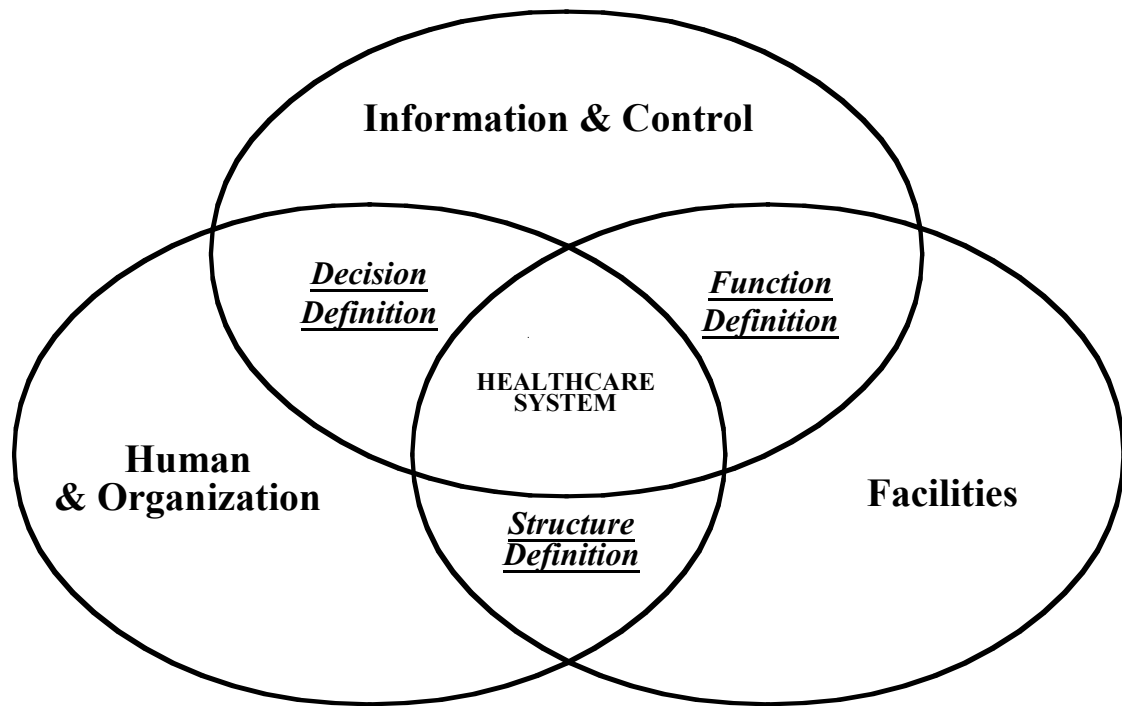 Information & Control
Decision
Definition
Function
Definition
HEALTHCARE
SYSTEM
Human
& Organization
Facilities
Structure
Definition